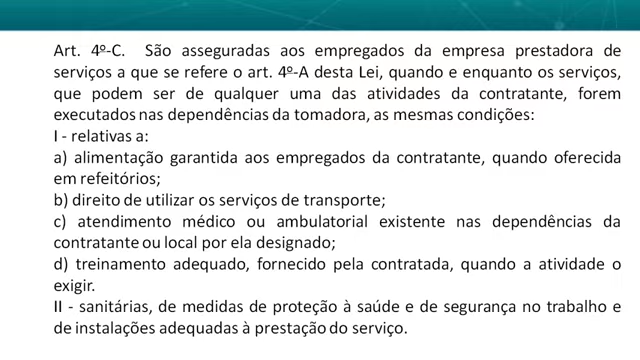 Art. 4º-C. São asseguradas aos empregados da empresa prestadora de
serviços a que se refere o art. 4º-A desta Lei, quando e enquanto os serviços,
que podem ser de qualquer uma das atividades da contratante, forem
executados nas dependências da tomadora, as mesmas condições:
I - relativas a:
a) alimentação garantida aos empregados da contratante, quando oferecida
em refeitórios;
b) direito de utilizar os serviços de transporte;
c) atendimento médico ou ambulatorial existente nas dependências da
contratante ou local por ela designado;
d) treinamento adequado, fornecido pela contratada, quando a atividade o
exigir.
II - sanitárias, de medidas de proteção à saúde e de segurança no trabalho e
de instalações adequadas à prestação do serviço.